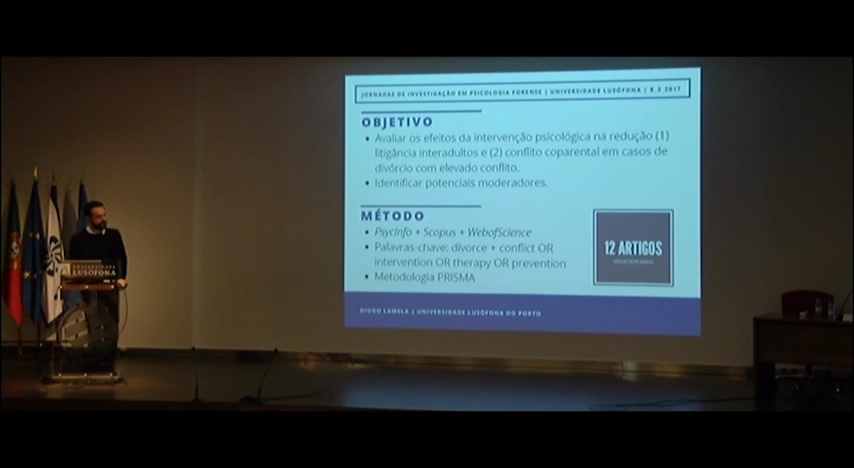 JORNADAS DE INVESTIGAÇÃO EM PSICOLOGIA FORENSE | UNIVERSIDADE LUSÓFONA | 8_3_2017
OBJETIVO
• Avaliar os efeitos da intervenção psicológica na redução (1)
litigância interadultos e (2) conflito coparental em casos de
divórcio com elevado conflito.
• Identificar potenciais moderadores.
MÉTODO
• PsycInfo + Scopus + WebofScience
• Palavras-chave: divorce + conflict OR
intervention OR therapy OR prevention
• Metodologia PRISMA
12 ARTIGOS
DIOGO LAMELA | UNIVERSIDADE LUSÓFONA DO PORTO
UNIVERSIDADE
LUSÓFONA